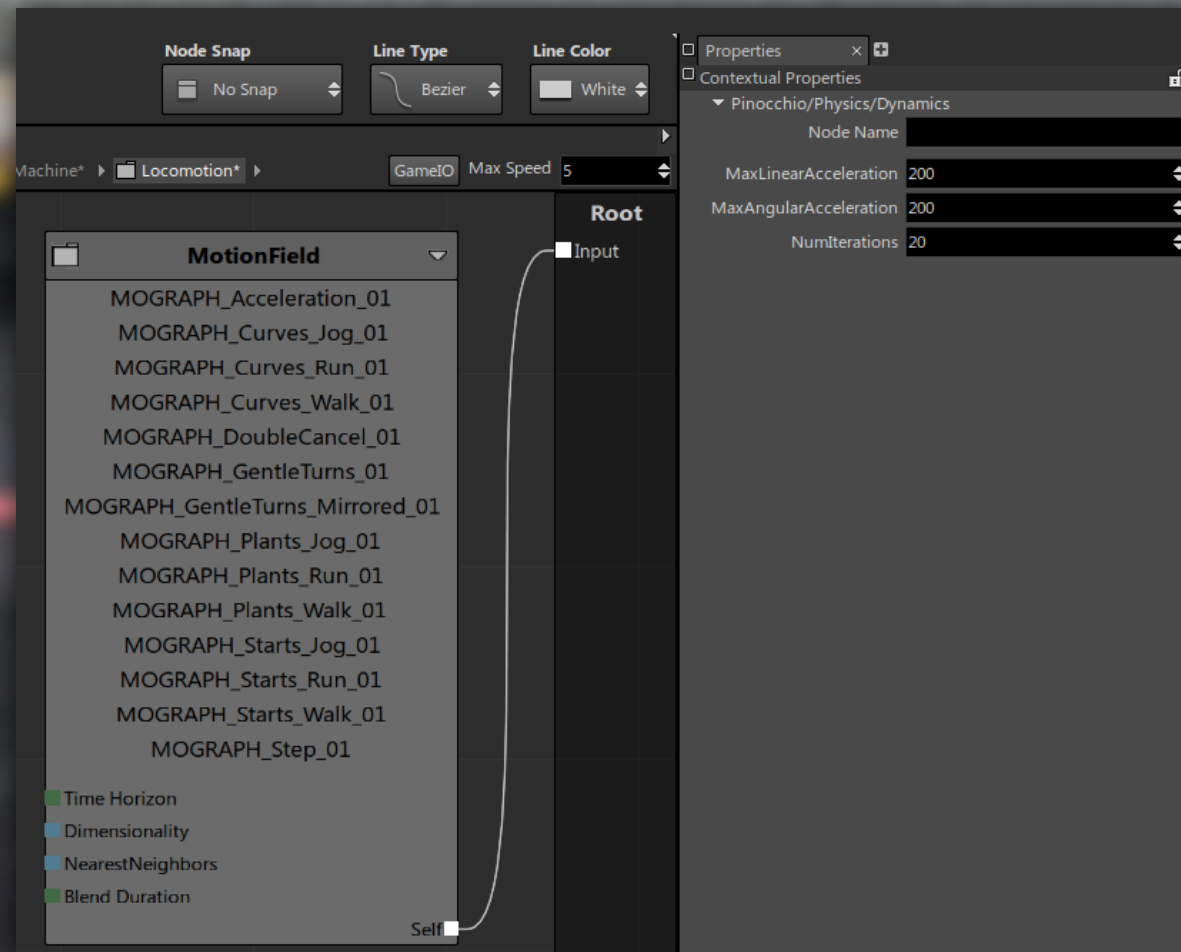 Node Snap
Line Type
Line Color
No Snap
Bezier
White
Machine*
Locomotion*
GameIO
Max Speed
5
MotionField
MOGRAPH_Acceleration_01
MOGRAPH_Curves_Jog_01
MOGRAPH_Curves_Run_01
MOGRAPH_Curves_Walk_01
MOGRAPH_DoubleCancel_01
MOGRAPH_GentleTurns_01
MOGRAPH_GentleTurns_Mirrored_01
MOGRAPH_Plants_Jog_01
MOGRAPH_Plants_Run_01
MOGRAPH_Plants_Walk_01
MOGRAPH_Starts_Jog_01
MOGRAPH_Starts_Run_01
MOGRAPH_Starts_Walk_01
MOGRAPH_Step_01
Time Horizon
Dimensionality
NearestNeighbors
Blend Duration
Self
Root
Input
Properties
Contextual Properties
Pinocchio/Physics/Dynamics
Node Name
MaxLinearAcceleration 200
MaxAngularAcceleration 200
NumIterations 20